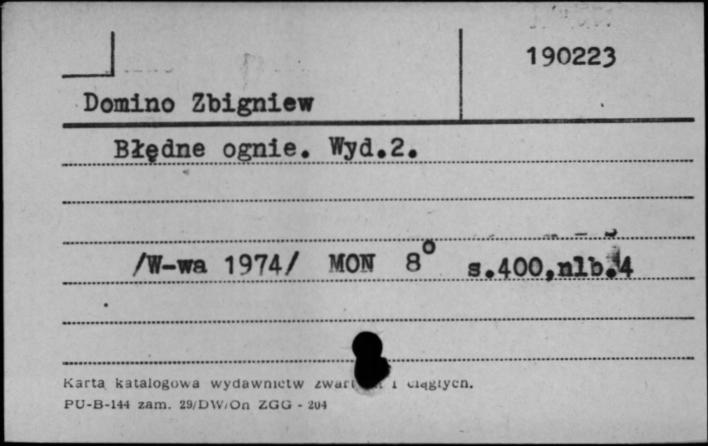 190223
Domino Zbigniew
Błędne ognie. Wyd.2.
/W-wa 1974/ MON 8° s.400,nlb.4
Karta katalogowa wydawnictw i ciągłych.
PU-B-144 zam. 29/DW/On ZGG - 204